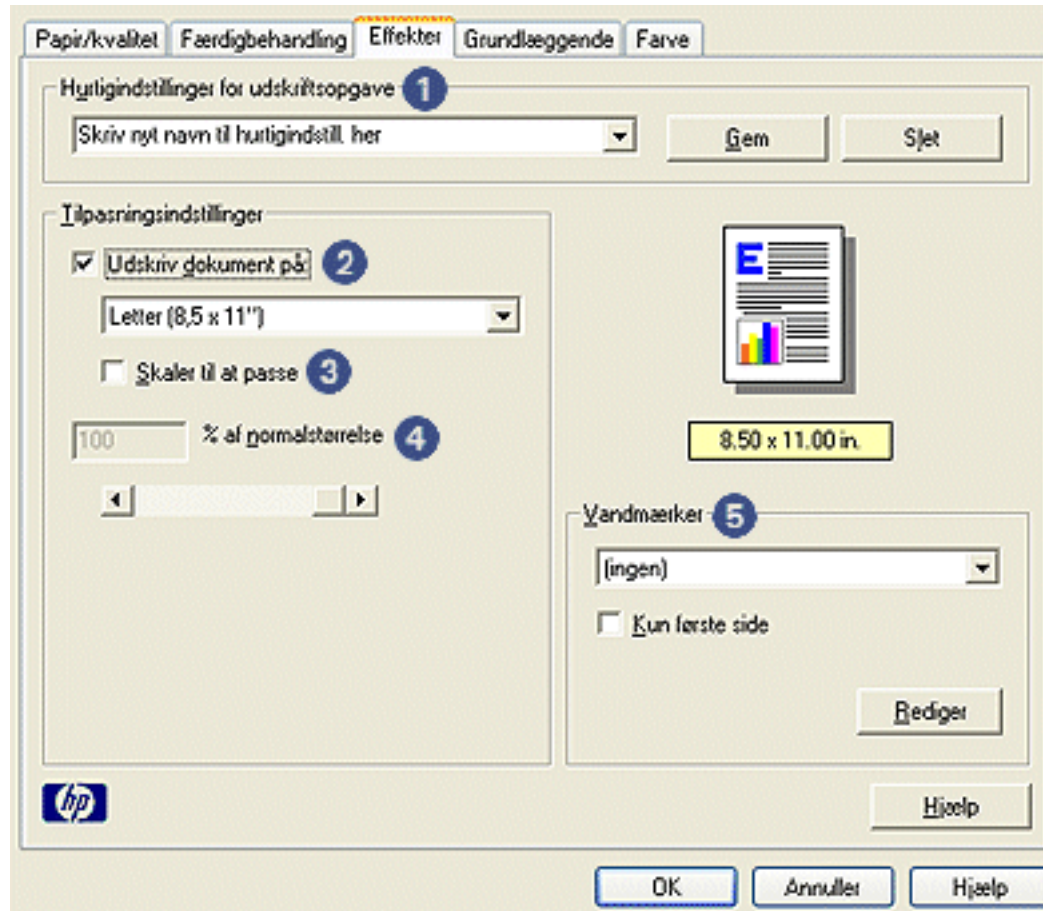 Papir/kvalitet Færdigbehandling Effekter Grundlæggende Farve
Hurtigindstillinger for udskriftsopgave 1
Skriv nyt navn til hurtigindstill. her Gem Slet
Tilpasningsindstillinger
Udskriv dokument på: 2
Letter (8,5 x 11")
Skaler til at passe 3
100 % af normalstørrelse 4
E
8.50 x 11.00 in.
Vandmærker 5
(ingen)
Kun første side
Rediger
hp
Hjælp
OK Annuller Hjælp